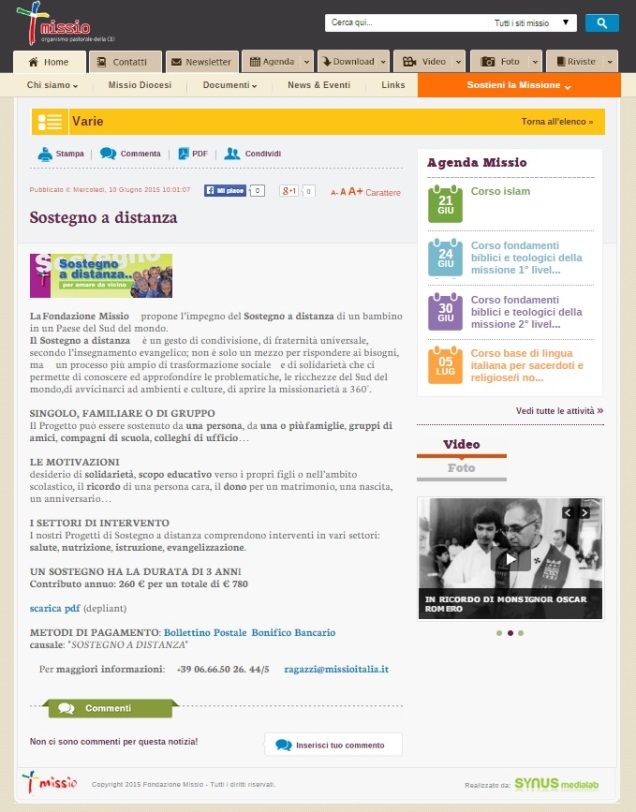 missio
organismo pastorale della CEI
Cerca qui...
Tutti i siti missio
Home
Contatti
Newsletter
Agenda
Download
Video
Foto
Riviste
Chi siamo
Missio Diocesi
Documenti
News & Eventi
Links
Sostieni la Missione
Varie
Torna all'elenco »
Stampa
Commenta
PDF
Condividi
Pubblicato il: Mercoledì, 10 Giugno 2015 10:01:07
Mi piace
0
g+1
0
A- A A+ Carattere
Sostegno a distanza
Sostegno
a distanza..
per amare da vicino
La Fondazione Missio propone l'impegno del Sostegno a distanza di un bambino
in un Paese del Sud del mondo.
Il Sostegno a distanza è un gesto di condivisione, di fraternità universale,
secondo l'insegnamento evangelico; non è solo un mezzo per rispondere ai bisogni,
ma un processo più ampio di trasformazione sociale e di solidarietà che ci
permette di conoscere ed approfondire le problematiche, le ricchezze del Sud del
mondo,di avvicinarci ad ambienti e culture, di aprire la missionarietà a 360°.
SINGOLO, FAMILIARE O DI GRUPPO
Il Progetto può essere sostenuto da una persona, da una o più famiglie, gruppi di
amici, compagni di scuola, colleghi di ufficio…
LE MOTIVAZIONI
desiderio di solidarietà, scopo educativo verso i propri figli o nell'ambito
scolastico, il ricordo di una persona cara, il dono per un matrimonio, una nascita,
un anniversario…
I SETTORI DI INTERVENTO
I nostri Progetti di Sostegno a distanza comprendono interventi in vari settori:
salute, nutrizione, istruzione, evangelizzazione.
UN SOSTEGNO HA LA DURATA DI 3 ANNI
Contributo annuo: 260 € per un totale di € 780
scarica pdf (depliant)
METODI DI PAGAMENTO: Bollettino Postale Bonifico Bancario
causale: "SOSTEGNO A DISTANZA"
Per maggiori informazioni: +39 06.66.50 26. 44/5 ragazzi@missioitalia.it
Commenti
Non ci sono commenti per questa notizia!
Inserisci tuo commento
Agenda Missio
21
GIU
Corso islam
24
GIU
Corso fondamenti
biblici e teologici della
missione 1° livel...
30
GIU
Corso fondamenti
biblici e teologici della
missione 2° livel...
05
LUG
Corso base di lingua
italiana per sacerdoti e
religiose/i no...
Vedi tutte le attività »
Video
Foto
IN RICORDO DI MONSIGNOR OSCAR
ROMERO
missio
Copyright 2015 Fondazione Missio - Tutti i diritti riservati.
Realizzato da:
SYNUS medialab